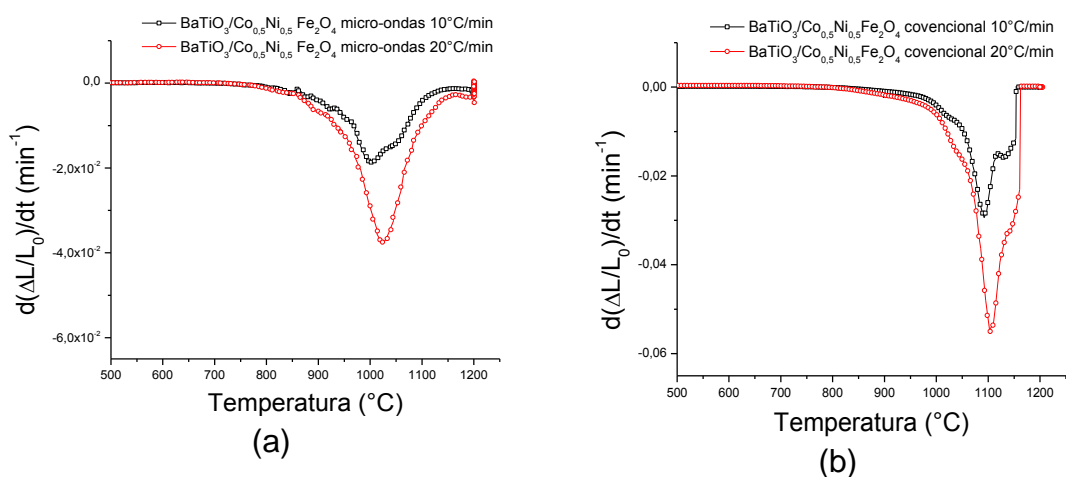 BaTiO₃/Co₀,₅Ni₀,₅ Fe₂O₄ micro-ondas 10°C/min
BaTiO₃/Co₀,₅Ni₀,₅ Fe₂O₄ micro-ondas 20°C/min
0,0
-2,0x10⁻²
-4,0x10⁻²
-6,0x10⁻²
d(ΔL/L₀)/dt (min⁻¹)
500 600 700 800 900 1000 1100 1200
Temperatura (°C)
(a)
BaTiO₃/Co₀,₅Ni₀,₅Fe₂O₄ covencional 10°C/min
BaTiO₃/Co₀,₅Ni₀,₅Fe₂O₄ covencional 20°C/min
0,00
-0,02
-0,04
-0,06
d(ΔL/L₀)/dt (min⁻¹)
500 600 700 800 900 1000 1100 1200
Temperatura (°C)
(b)